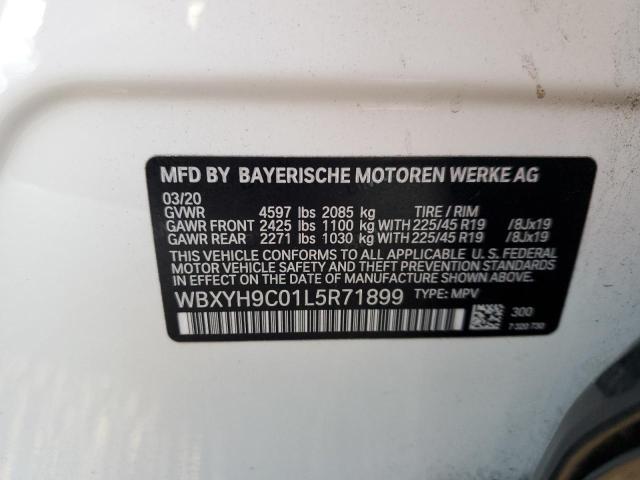 MFD BY BAYERISCHE MOTOREN WERKE AG
03/20
GVWR 4597 lbs 2085 kg TIRE / RIM
GAWR FRONT 2425 lbs 1100 kg WITH 225/45 R19 /8Jx19
GAWR REAR 2271 lbs 1030 kg WITH 225/45 R19 /8Jx19
THIS VEHICLE CONFORMS TO ALL APPLICABLE U. S. FEDERAL
MOTOR VEHICLE SAFETY AND THEFT PREVENTION STANDARDS
IN EFFECT ON THE DATE OF MANUFACTURE SHOWN ABOVE.
WBXYH9C01L5R71899 TYPE: MPV
300
7 320 730